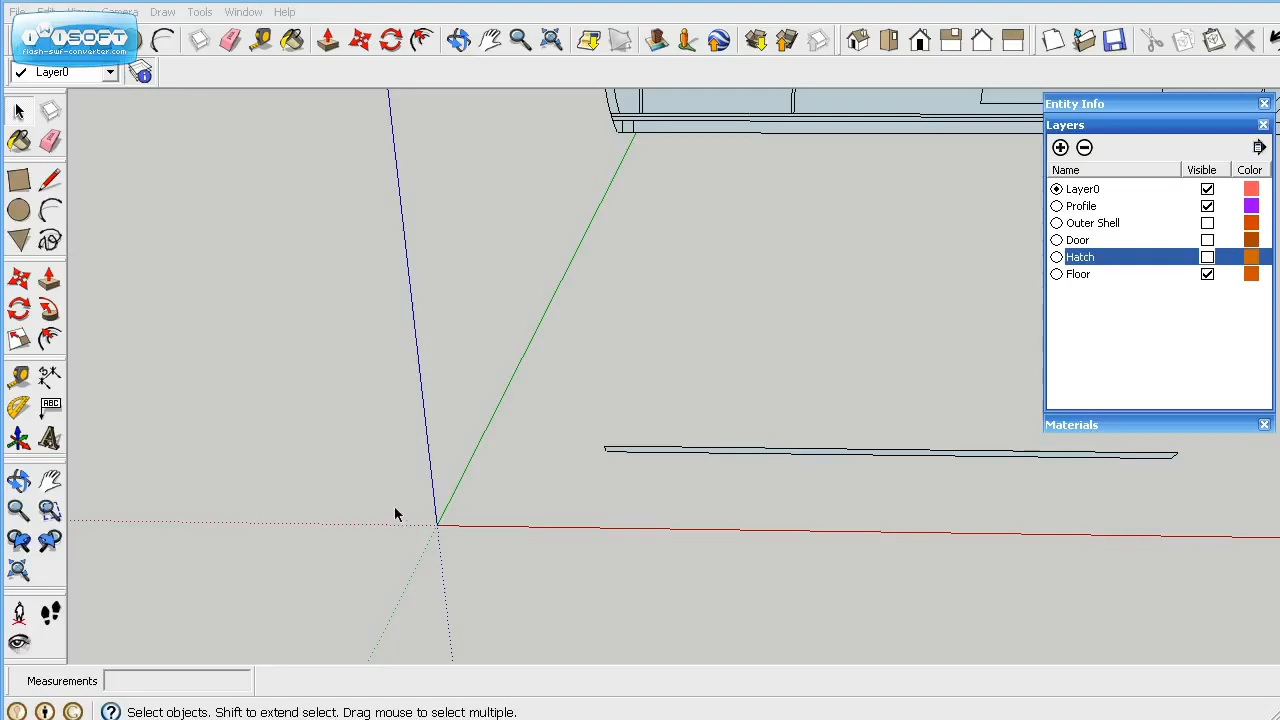 File Edit View Camera Draw Tools Window Help
iWiSOFT
flash-swf-converter.com
Layer0
Entity Info
Layers
Name Visible Color
Layer0
Profile
Outer Shell
Door
Hatch
Floor
Materials
ABC
A
Measurements
Select objects. Shift to extend select. Drag mouse to select multiple.